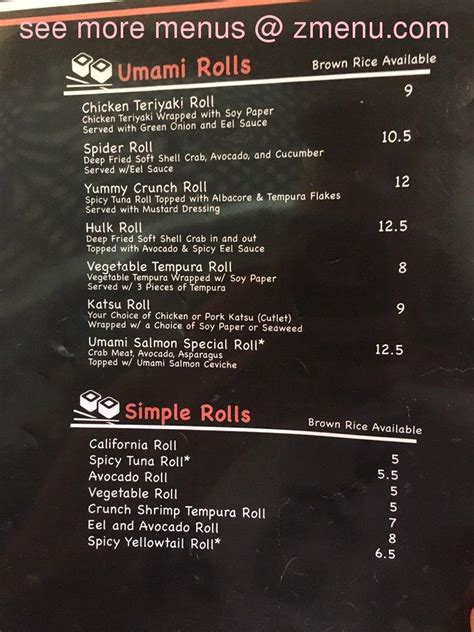 see more menus @ zmenu.com
Umami Rolls
Brown Rice Available
Chicken Teriyaki Roll 9
Chicken Teriyaki Wrapped with Soy Paper
Served with Green Onion and Eel Sauce
Spider Roll 10.5
Deep Fried Soft Shell Crab, Avocado, and Cucumber
Served w/Eel Sauce
Yummy Crunch Roll 12
Spicy Tuna Roll Topped with Albacore & Tempura Flakes
Served with Mustard Dressing
Hulk Roll 12.5
Deep Fried Soft Shell Crab in and out
Topped with Avocado & Spicy Eel Sauce
Vegetable Tempura Roll 8
Vegetable Tempura Wrapped w/ Soy Paper
Served w/ 3 Pieces of Tempura
Katsu Roll 9
Your Choice of Chicken or Pork Katsu (Cutlet)
Wrapped w/ a Choice of Soy Paper or Seaweed
Umami Salmon Special Roll* 12.5
Crab Meat, Avocado, Asparagus
Topped w/ Umami Salmon Ceviche
Simple Rolls
Brown Rice Available
California Roll 5
Spicy Tuna Roll* 5.5
Avocado Roll 5
Vegetable Roll 5
Crunch Shrimp Tempura Roll 7
Eel and Avocado Roll 8
Spicy Yellowtail Roll* 6.5